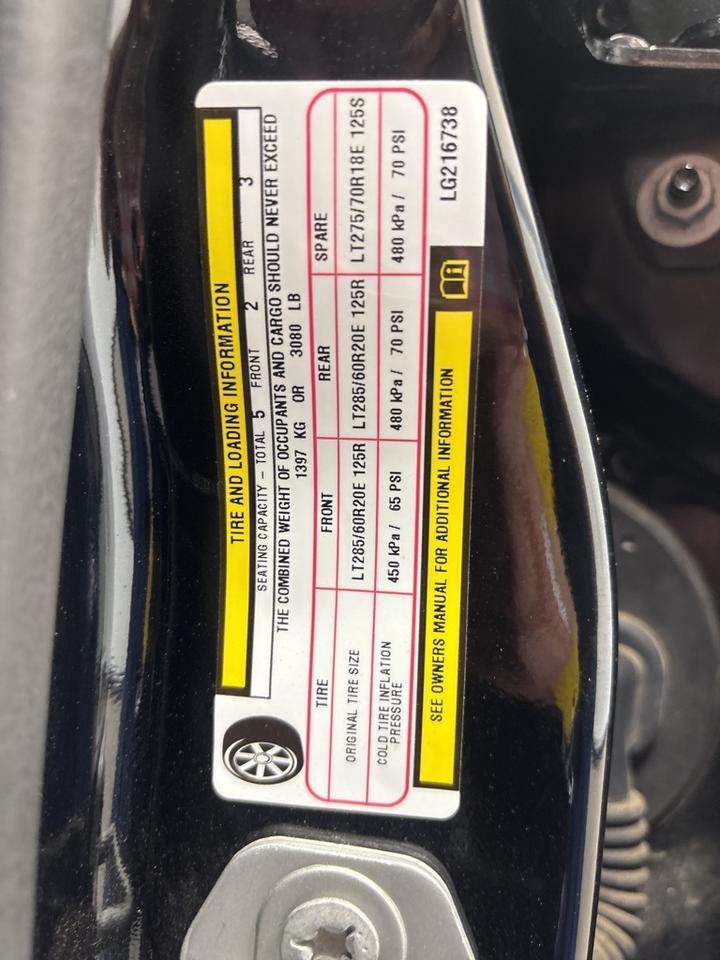 TIRE AND LOADING INFORMATION
SEATING CAPACITY - TOTAL 5 FRONT 2 REAR 3
THE COMBINED WEIGHT OF OCCUPANTS AND CARGO SHOULD NEVER EXCEED
1397 KG OR 3080 LB
TIRE FRONT REAR SPARE
ORIGINAL TIRE SIZE LT285/60R20E 125R LT285/60R20E 125R LT275/70R18E 125S
COLD TIRE INFLATION PRESSURE 450 kPa / 65 PSI 480 kPa / 70 PSI 480 kPa / 70 PSI
SEE OWNERS MANUAL FOR ADDITIONAL INFORMATION
LG216738